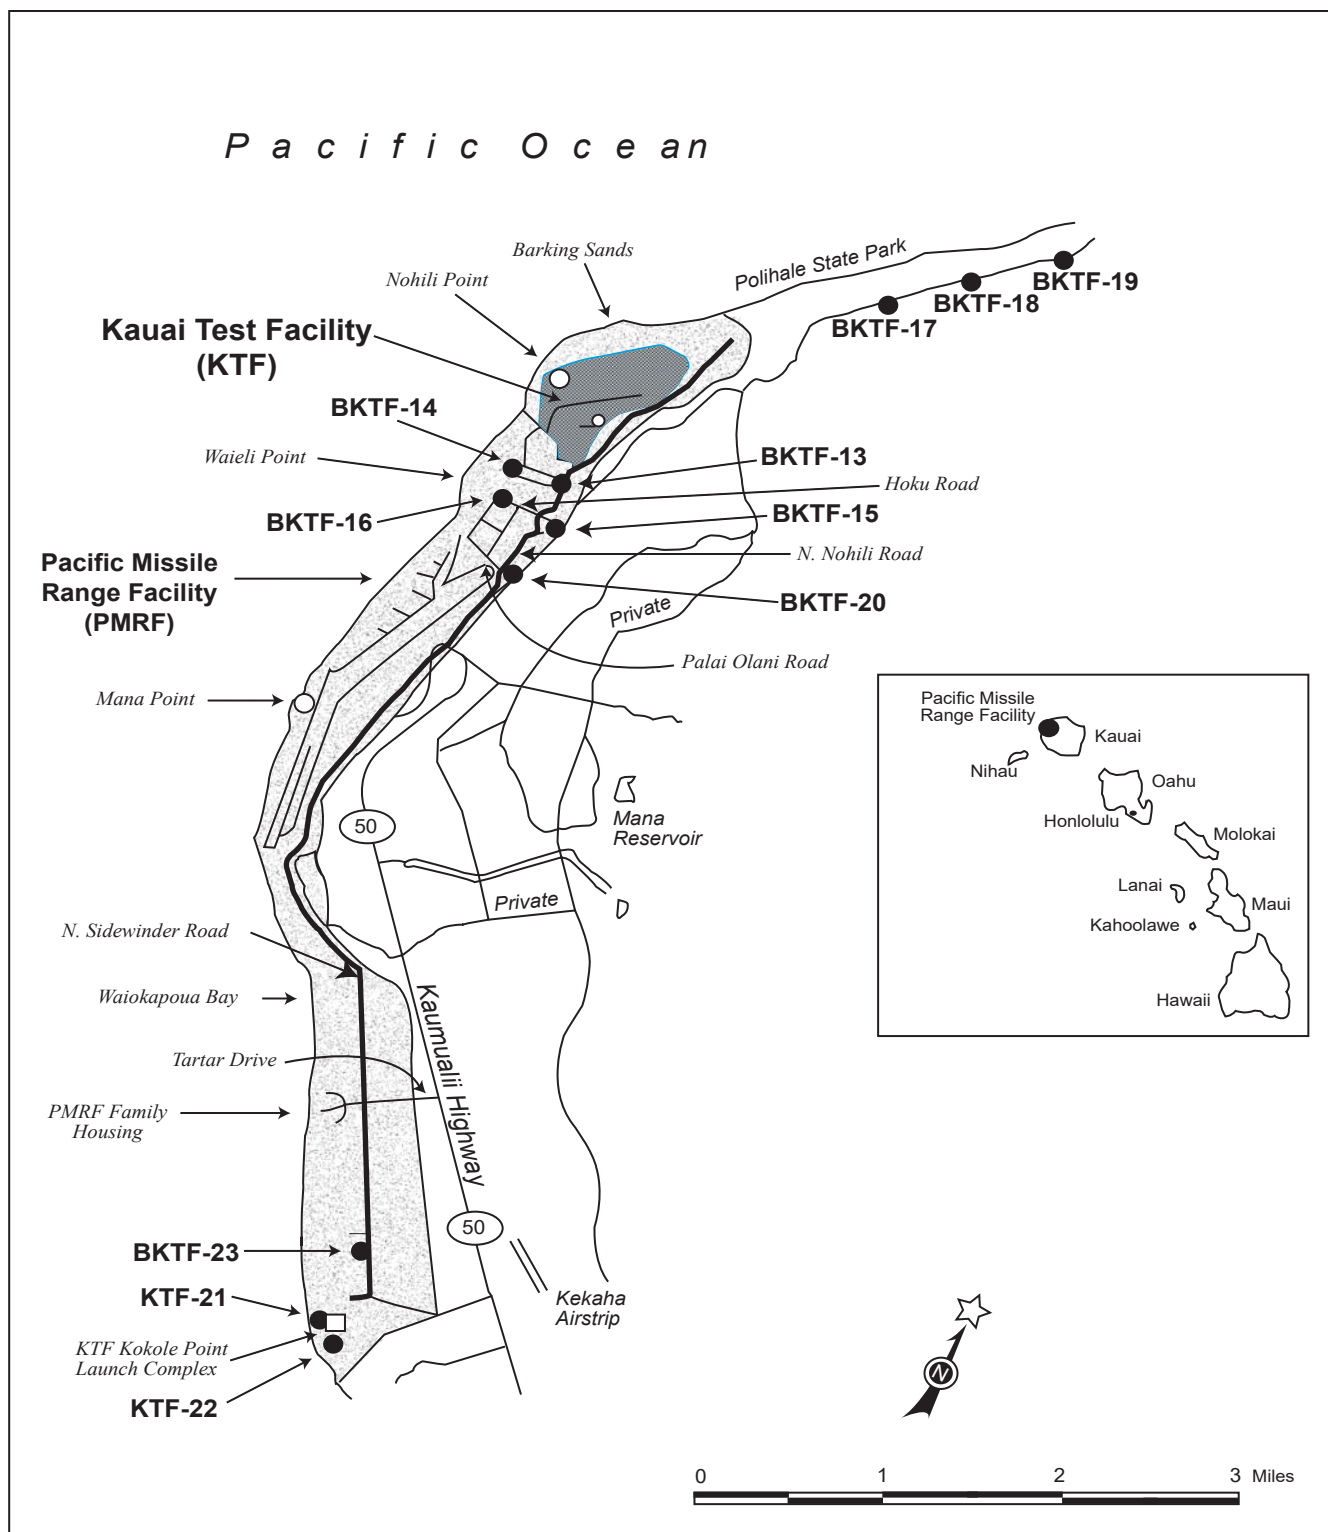 Pacific Ocean
Barking Sands
Nohili Point
Polihale State Park
BKTF-19
BKTF-18
BKTF-17
Kauai Test Facility
(KTF)
BKTF-14
Waieli Point
BKTF-13
Hoku Road
BKTF-16
BKTF-15
N. Nohili Road
Pacific Missile
Range Facility
(PMRF)
BKTF-20
Private
Palai Olani Road
Mana Point
Pacific Missile
Range Facility
Kauai
Nihau
Oahu
Honlolulu
Molokai
Lanai
Maui
Kahoolawe
Hawaii
50
Mana
Reservoir
Private
N. Sidewinder Road
Waiokapoua Bay
Kaumualii Highway
Tartar Drive
PMRF Family
Housing
50
BKTF-23
KTF-21
Kekaha
Airstrip
KTF Kokole Point
Launch Complex
KTF-22
N
0 1 2 3 Miles